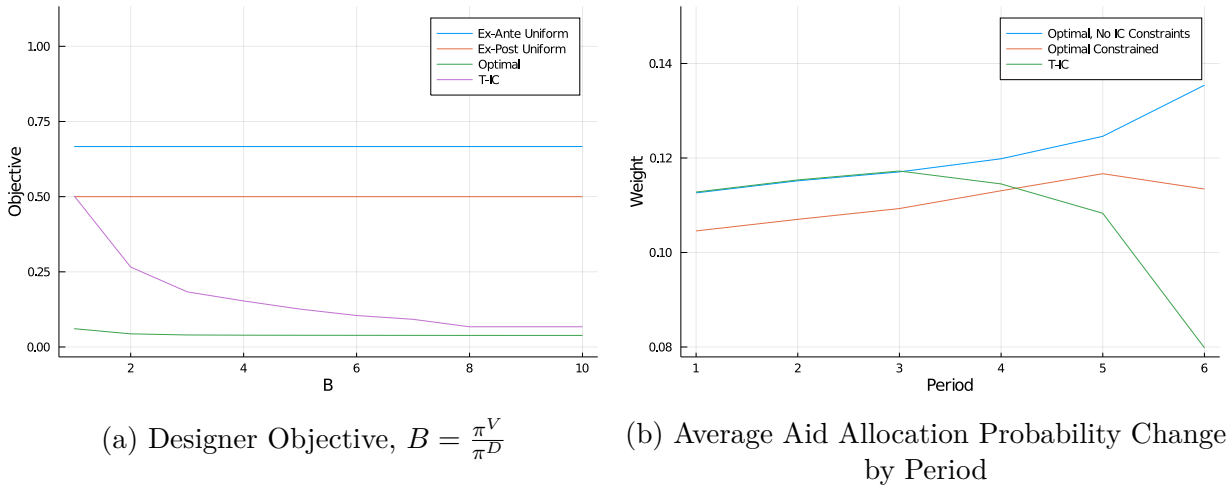 Ex-Ante Uniform
Ex-Post Uniform
Optimal
T-IC
1.00
0.75
0.50
0.25
0.00
Objective
2
4
6
8
10
B
(a) Designer Objective, B = π^V/π^D
Optimal, No IC Constraints
Optimal Constrained
T-IC
0.14
0.12
0.10
0.08
Weight
1
2
3
4
5
6
Period
(b) Average Aid Allocation Probability Change
by Period